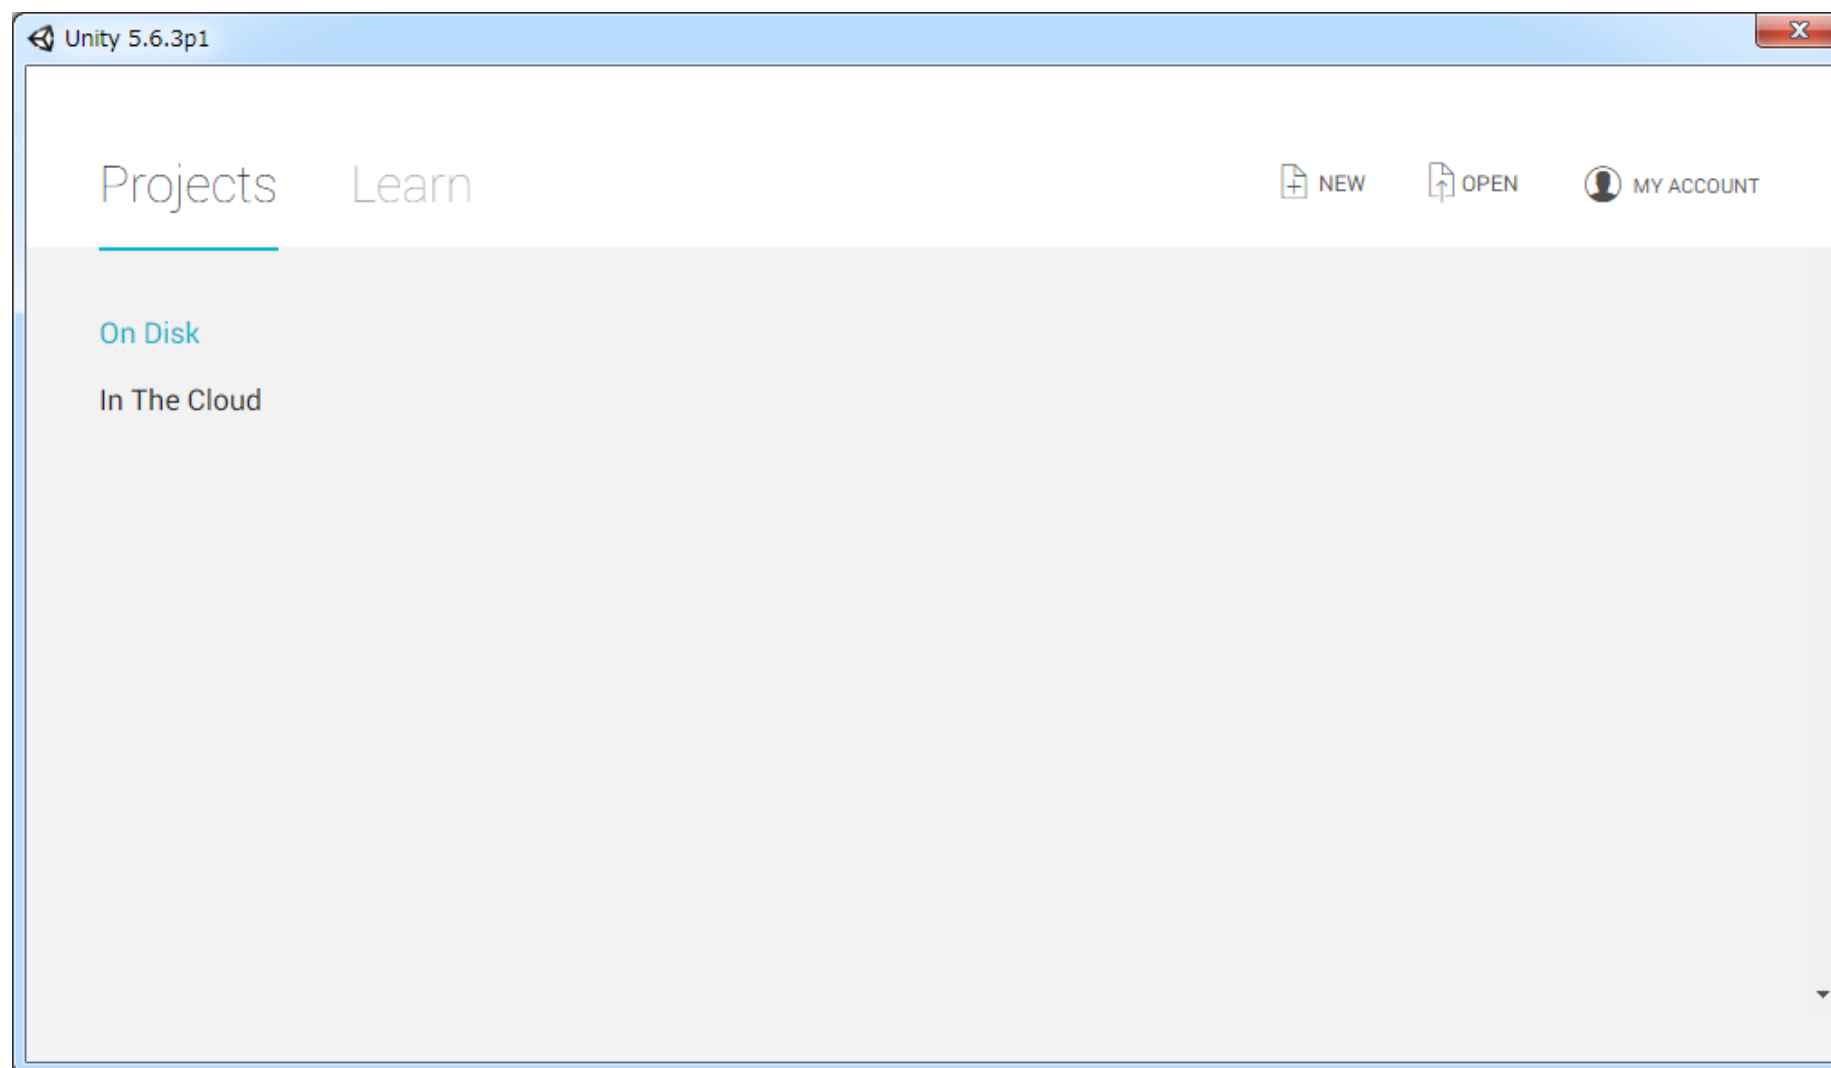 Unity 5.6.3p1
Projects Learn NEW OPEN MY ACCOUNT
On Disk
In The Cloud